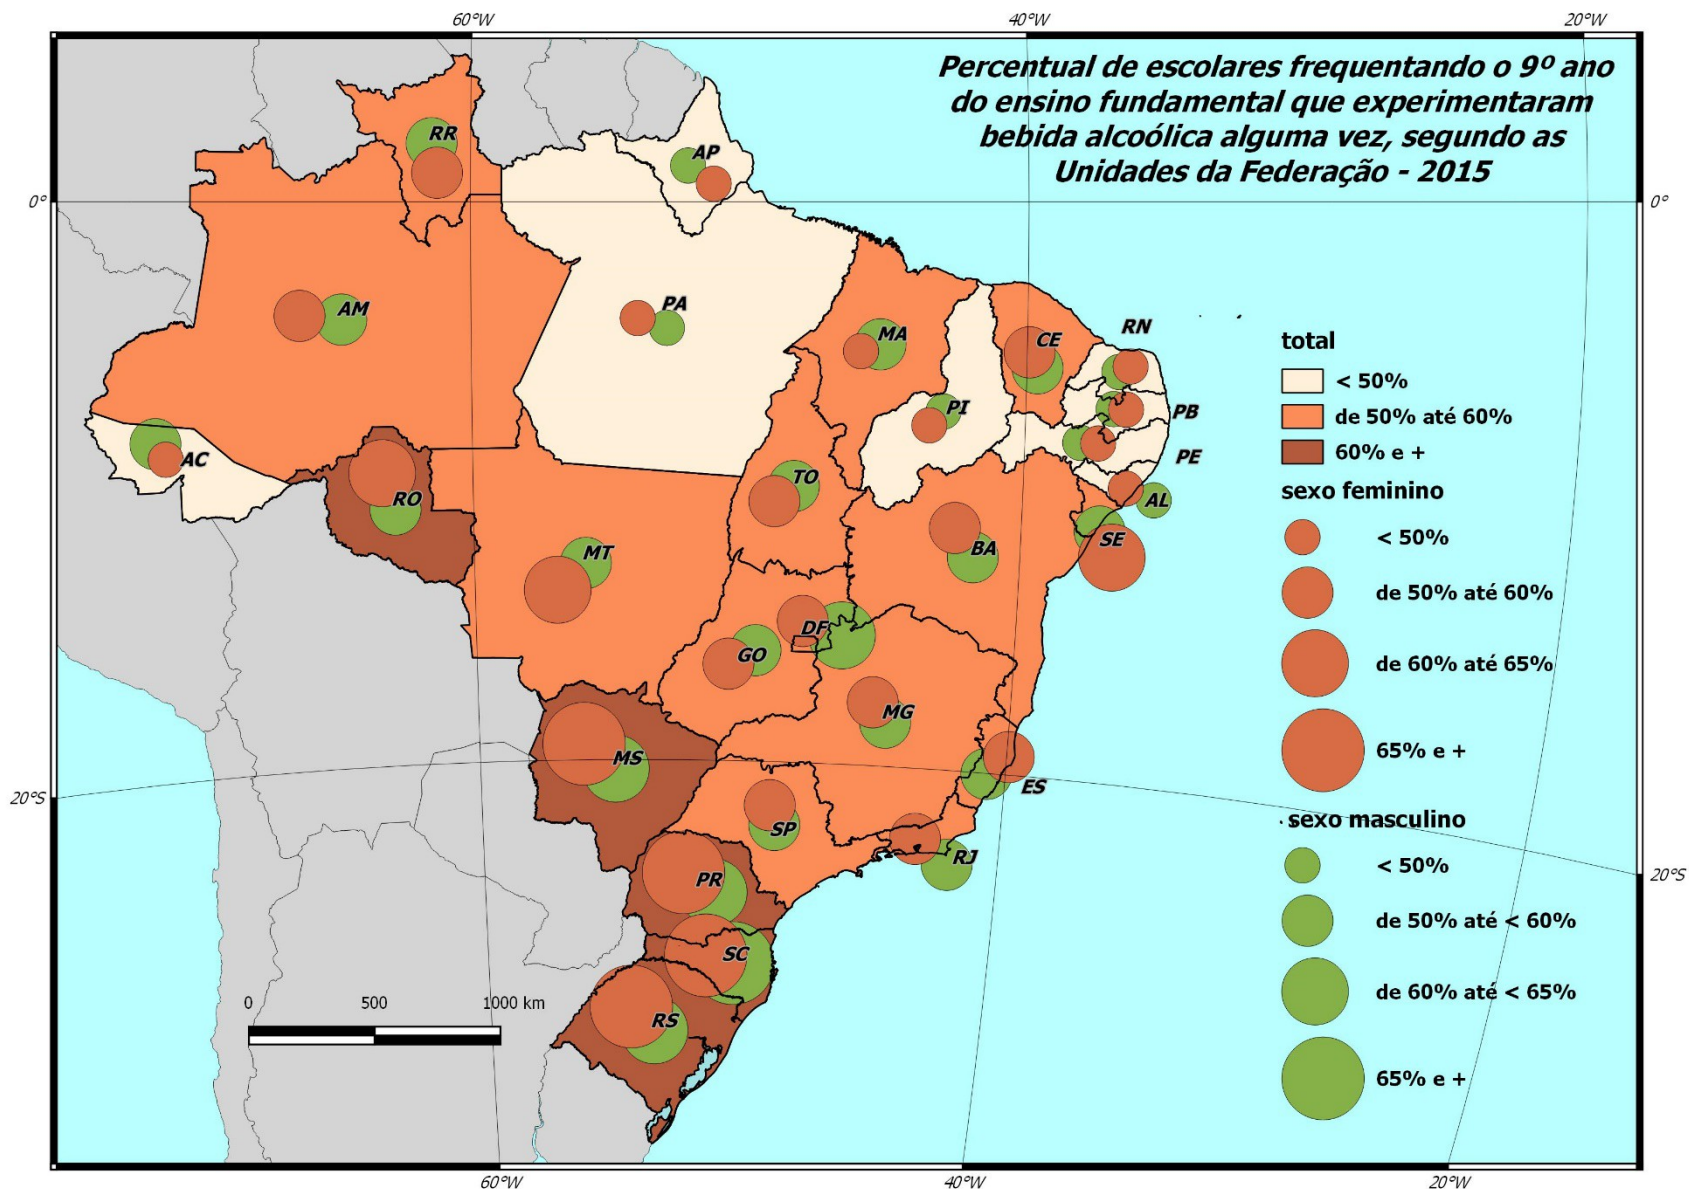 60°W
40°W
20°W
Percentual de escolares frequentando o 9º ano
do ensino fundamental que experimentaram
bebida alcoólica alguma vez, segundo as
Unidades da Federação - 2015
RR
AP
0°
0°
AM
PA
MA
CE
RN
PI
PB
AC
PE
RO
TO
AL
SE
MT
BA
DF
GO
MG
MS
ES
20°S
SP
RJ
PR
20°S
SC
RS
total
< 50%
de 50% até 60%
60% e +
sexo feminino
< 50%
de 50% até 60%
de 60% até 65%
65% e +
sexo masculino
< 50%
de 50% até < 60%
de 60% até < 65%
65% e +
0 500 1000 km
60°W
40°W
20°W